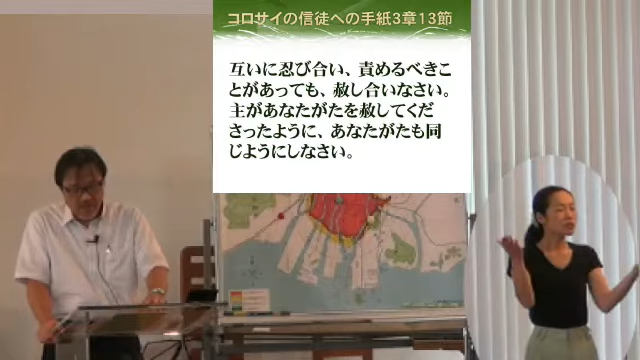 コロサイの信徒への手紙3章13節
互いに忍び合い、責めるべきこ
とがあっても、赦し合いなさい。
主があなたがたを赦してくだ
さったように、あなたがたも同
じようにしなさい。